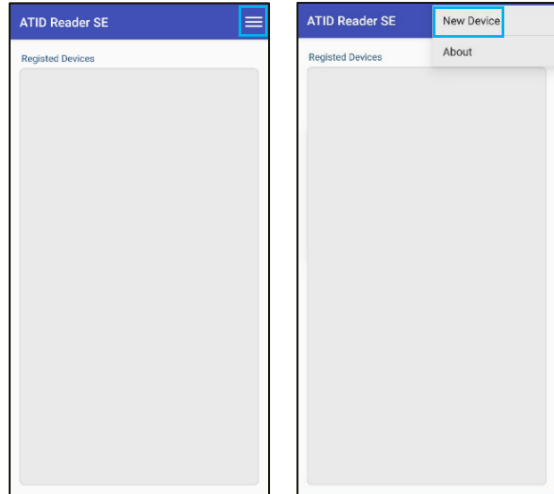 ATID Reader SE
Registed Devices
ATID Reader SE
New Device
About
Registed Devices